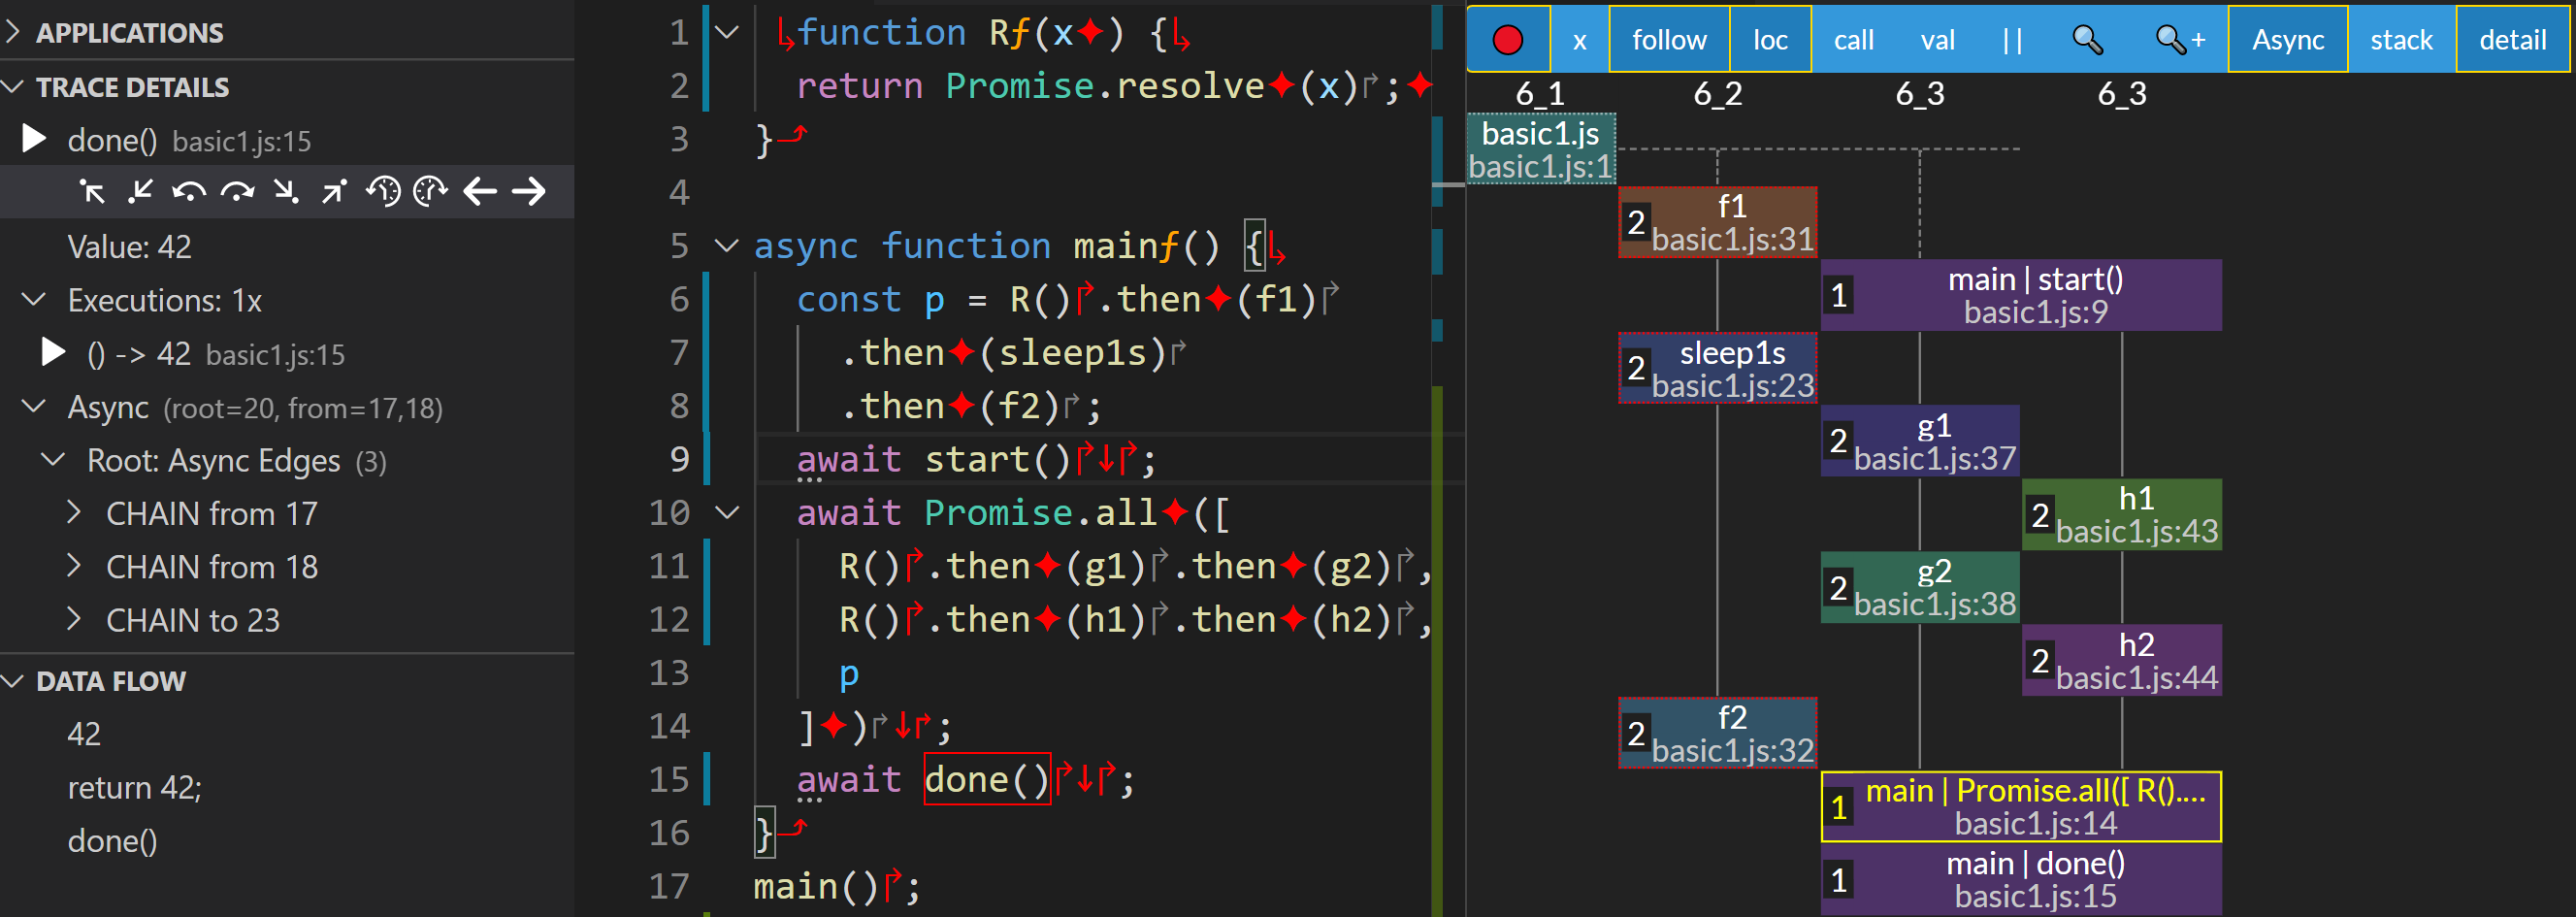 APPLICATIONS
TRACE DETAILS
done() basic1.js:15
Value: 42
Executions: 1x
() -> 42 basic1.js:15
Async (root=20, from=17,18)
Root: Async Edges (3)
CHAIN from 17
CHAIN from 18
CHAIN to 23
DATA FLOW
42
return 42;
done()
1 function Rƒ(x) {
2 return Promise.resolve(x);
3 }
4
5 async function mainƒ() {
6 const p = R().then(f1)
7 .then(sleep1s)
8 .then(f2);
9 await start();
10 await Promise.all([
11 R().then(g1).then(g2),
12 R().then(h1).then(h2),
13 p
14 ]);
15 await done();
16 }
17 main();
x follow loc call val || + Async stack detail
6_1 6_2 6_3 6_3
basic1.js
basic1.js:1
2 f1
basic1.js:31
1 main | start()
basic1.js:9
2 sleep1s
basic1.js:23
2 g1
basic1.js:37
2 h1
basic1.js:43
2 g2
basic1.js:38
2 h2
basic1.js:44
2 f2
basic1.js:32
1 main | Promise.all([ R()....
basic1.js:14
1 main | done()
basic1.js:15